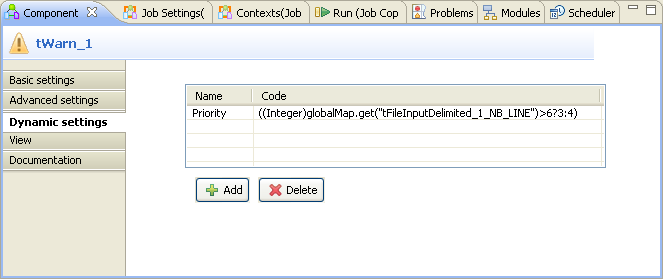 Component Job Settings( Contexts(Job Run (Job Cop Problems Modules Scheduler
tWarn_1
Basic settings
Advanced settings
Dynamic settings
View
Documentation
Name Code
Priority ((Integer)globalMap.get("tFileInputDelimited_1_NB_LINE")>6?3:4)
Add Delete